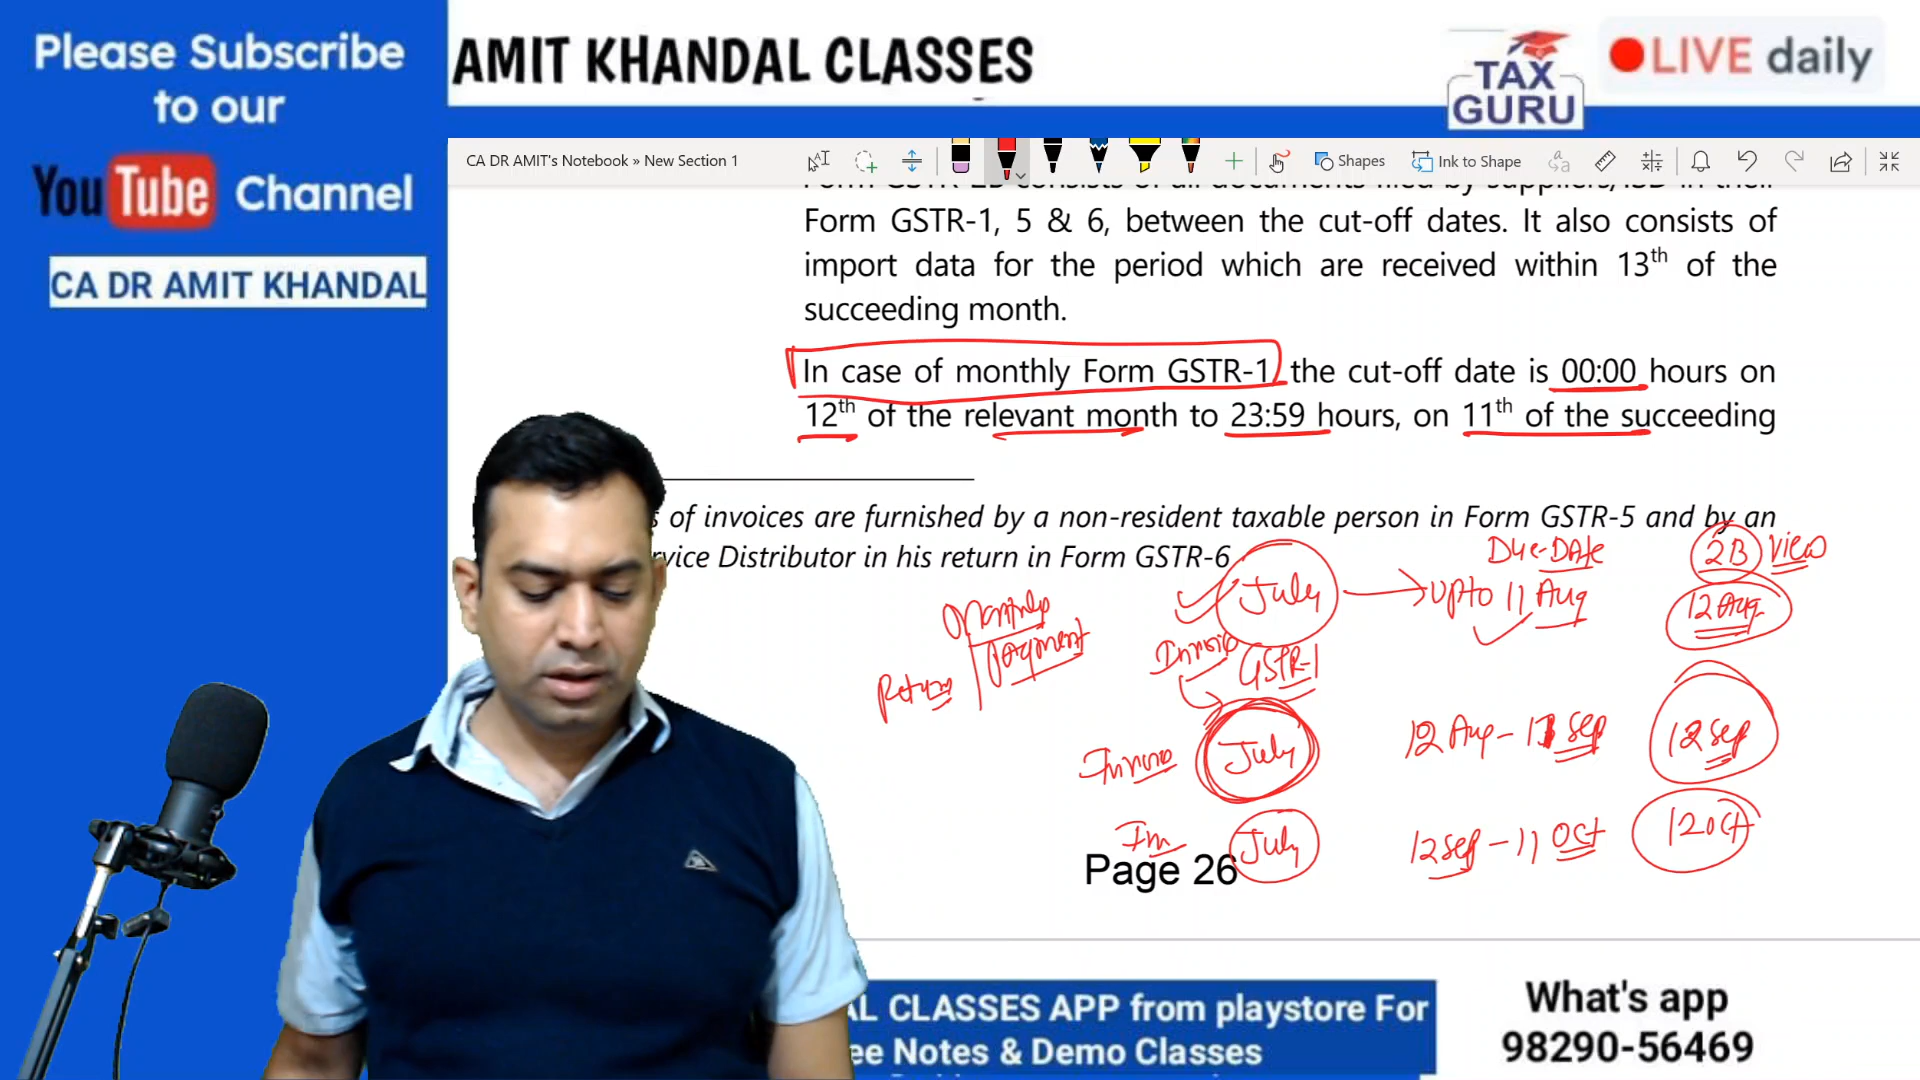 Please Subscribe
to our
You Tube Channel
CA DR AMIT KHANDAL
AMIT KHANDAL CLASSES
TAX
GURU
LIVE daily
CA DR AMIT's Notebook » New Section 1
Shapes
Ink to Shape
Form GSTR-1, 5 & 6, between the cut-off dates. It also consists of
import data for the period which are received within 13th of the
succeeding month.
In case of monthly Form GSTR-1, the cut-off date is 00:00 hours on
12th of the relevant month to 23:59 hours, on 11th of the succeeding
s of invoices are furnished by a non-resident taxable person in Form GSTR-5 and by an
rvice Distributor in his return in Form GSTR-6
Due-DAte
2B View
Monthly
July
upto 11 Aug
12 Aug
Return
Payment
GSTR-1
July
12 Aug - 11 Sep
12 Sep
July
12 Sep - 11 Oct
12 Oct
Page 26
AL CLASSES APP from playstore For
ee Notes & Demo Classes
What's app
98290-56469